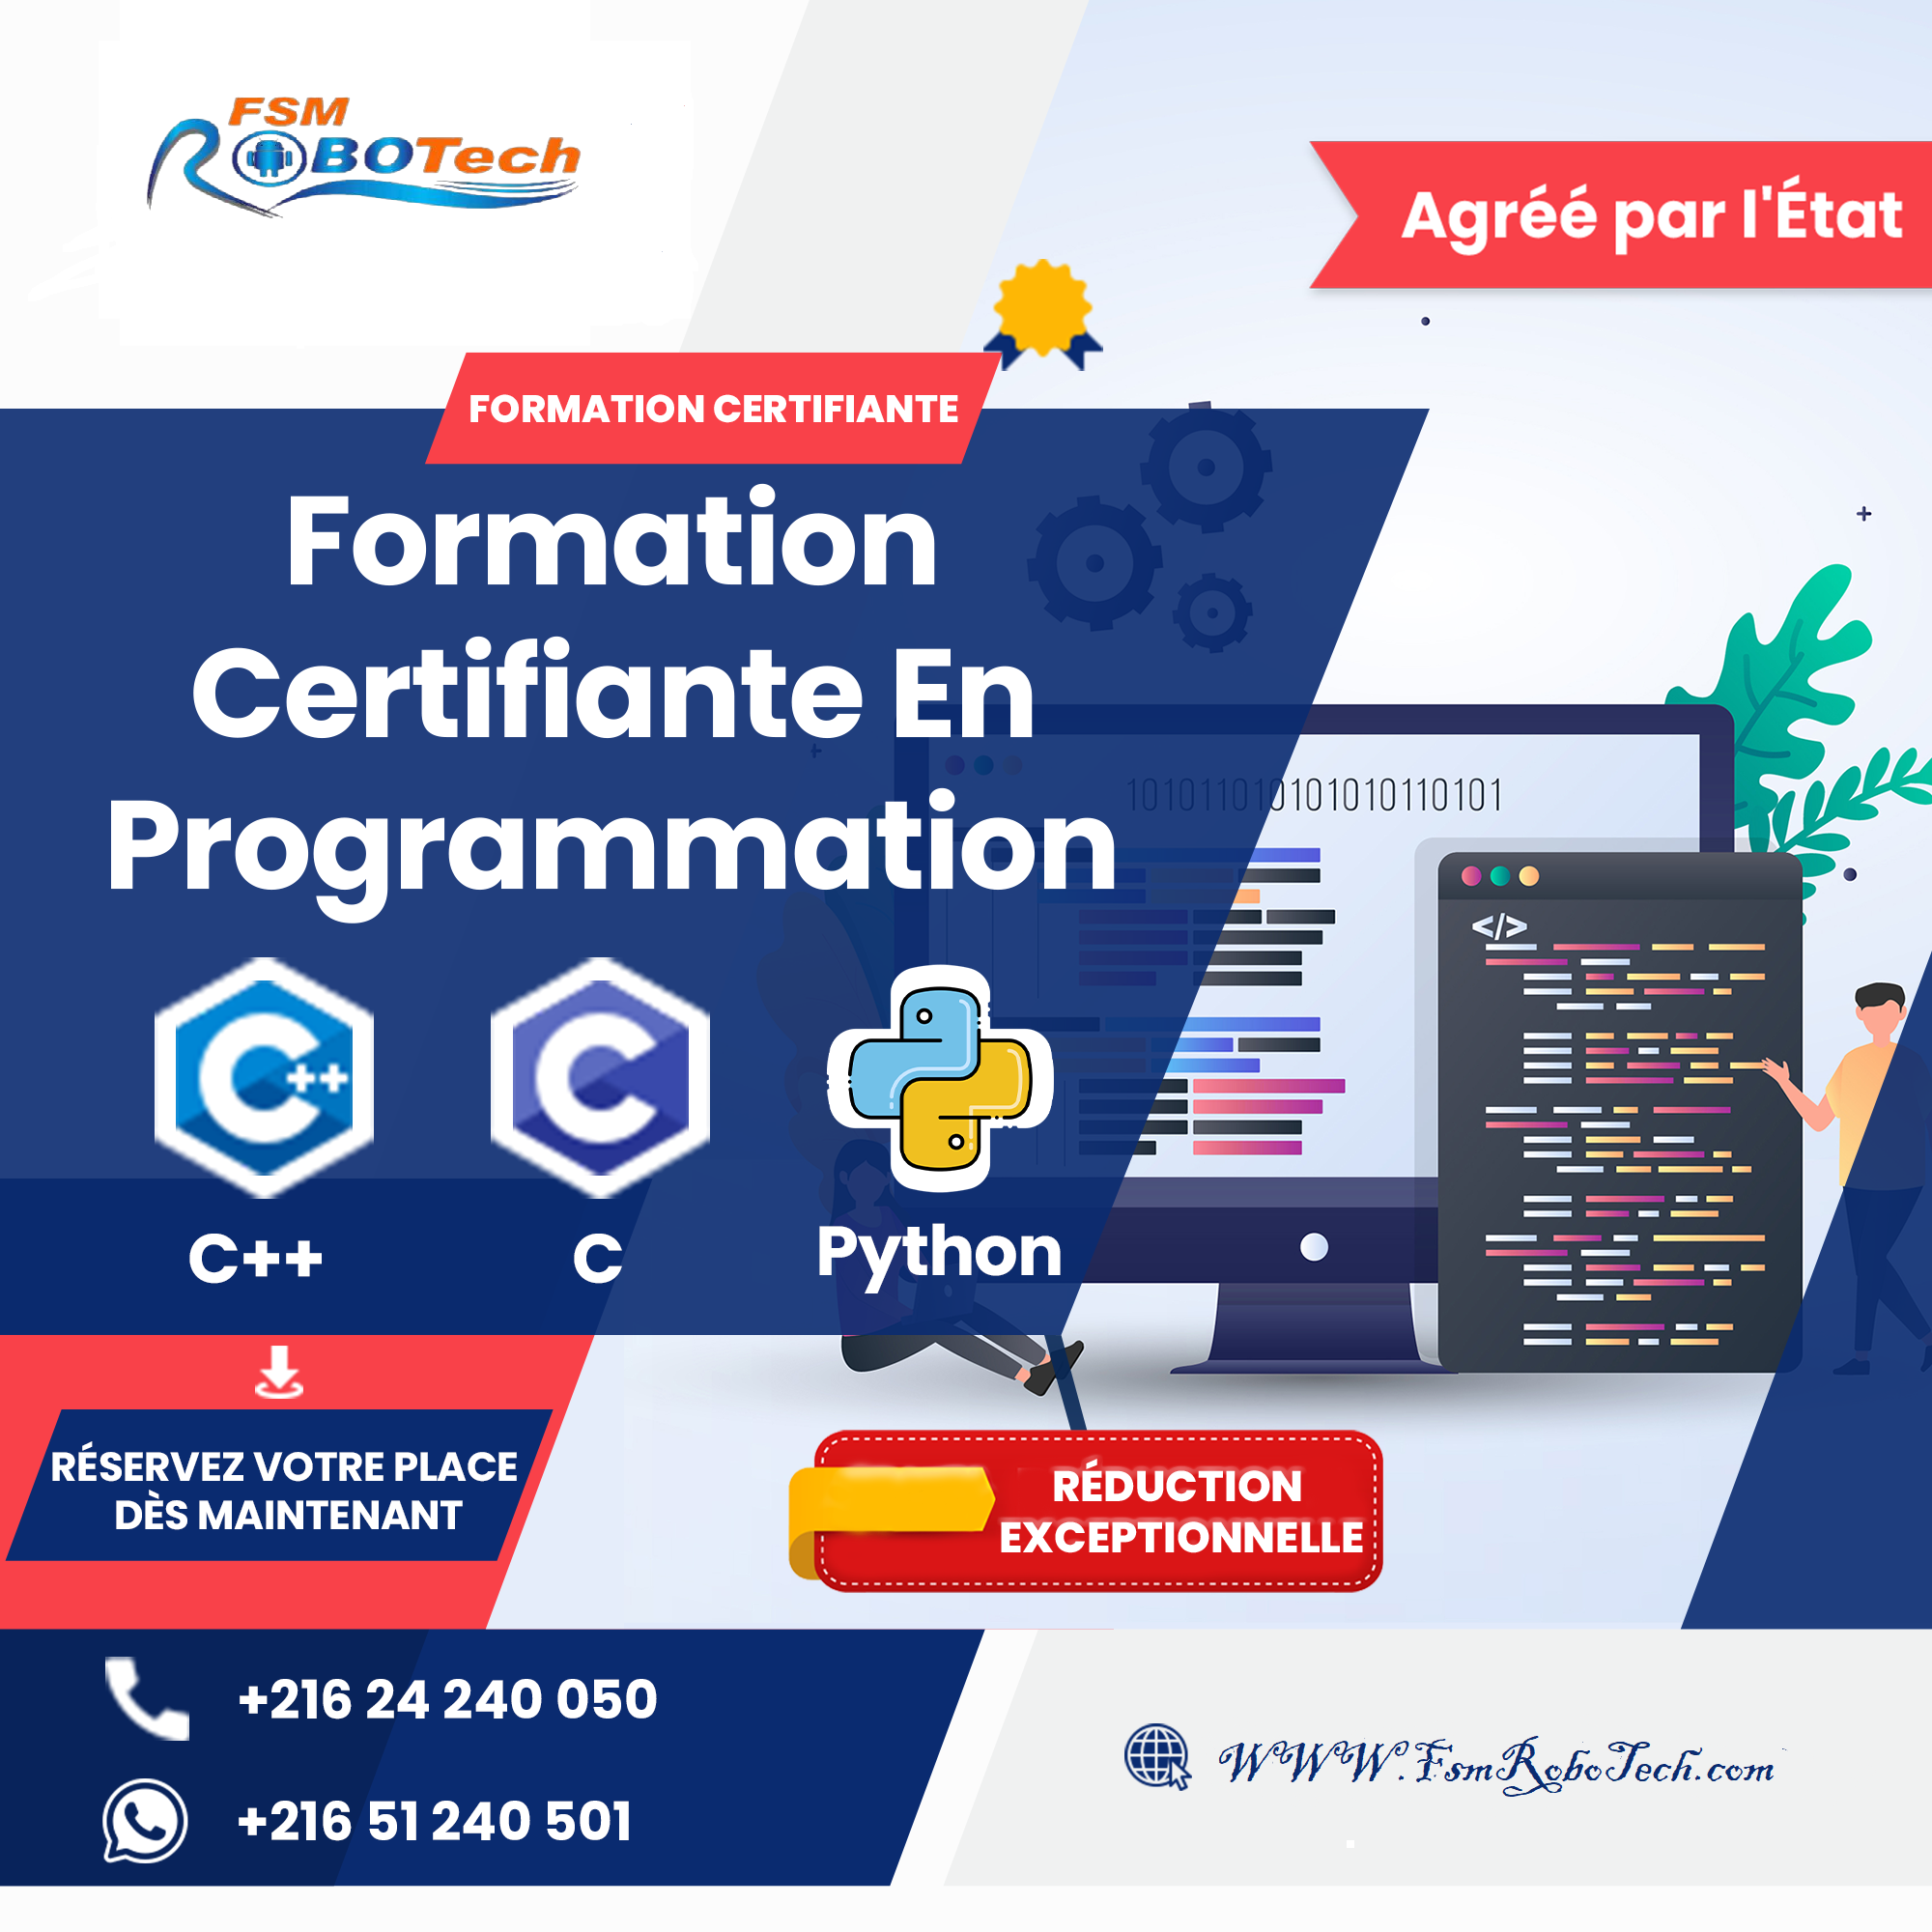 FSM
ROBOTech
Agréé par l'État
FORMATION CERTIFIANTE
Formation
Certifiante En
Programmation
10101101010101010110101
</>
C++
C
C++
C
Python
RÉSERVEZ VOTRE PLACE
DÈS MAINTENANT
RÉDUCTION
EXCEPTIONNELLE
+216 24 240 050
+216 51 240 501
WWW.FsmRoboTech.com